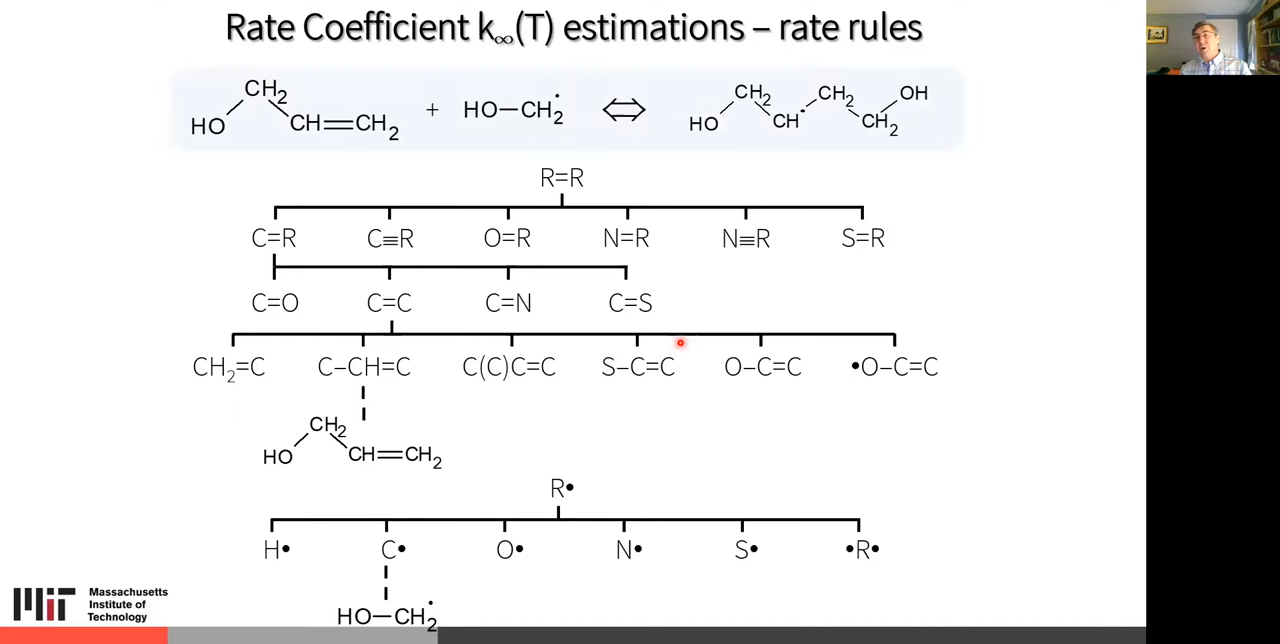 Rate Coefficient k∞(T) estimations – rate rules
HO CH₂ CH=CH₂ + HO–CH₂• ⇔ HO CH₂ CH• CH₂ CH₂ OH
R=R
C=R C≡R O=R N=R N≡R S=R
C=O C=C C=N C=S
CH₂=C C–CH=C C(C)C=C S–C=C O–C=C •O–C=C
CH₂
HO CH=CH₂
R•
H• C• O• N• S• •R•
HO–CH₂•
MIT
Massachusetts
Institute of
Technology